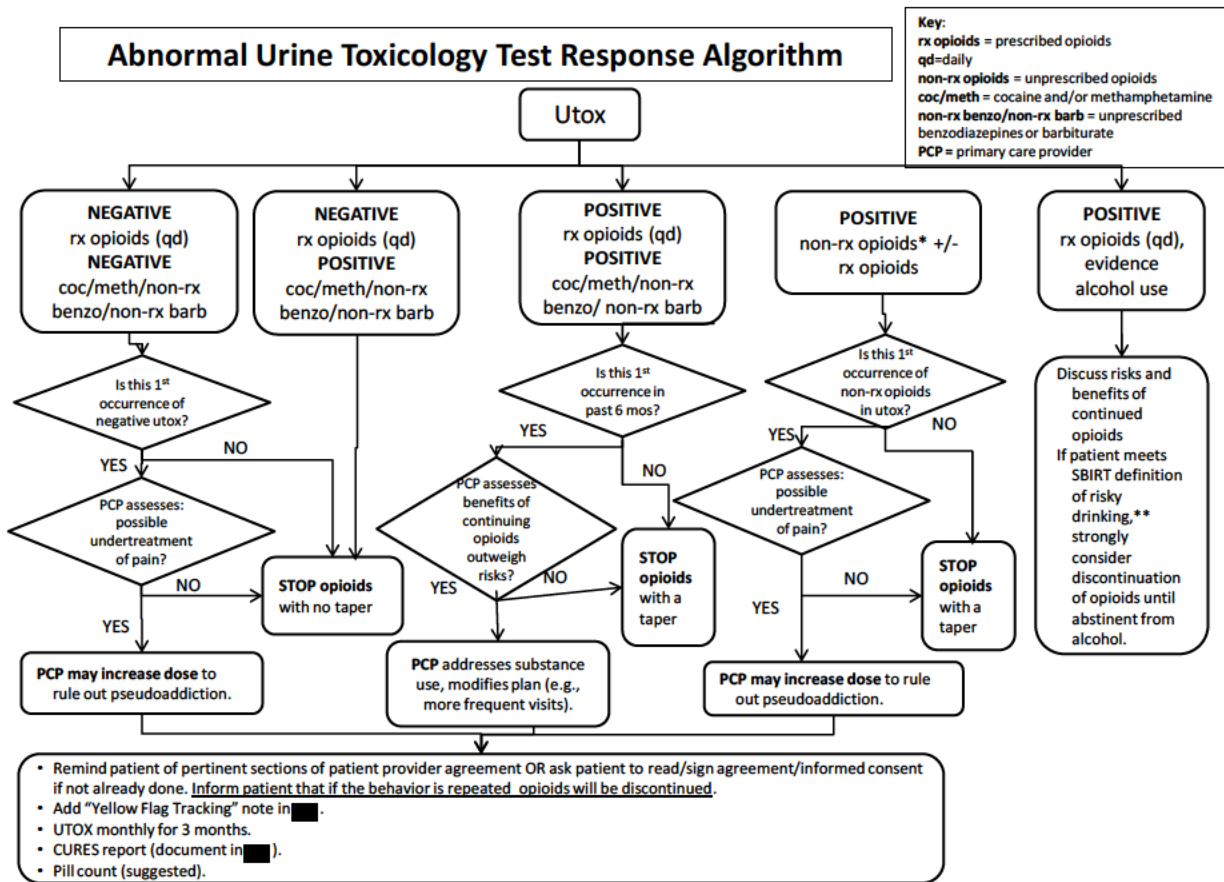 Abnormal Urine Toxicology Test Response Algorithm
Key:
rx opioids = prescribed opioids
qd=daily
non-rx opioids = unprescribed opioids
coc/meth = cocaine and/or methamphetamine
non-rx benzo/non-rx barb = unprescribed
benzodiazepines or barbiturate
PCP = primary care provider
Utox
NEGATIVE
rx opioids (qd)
NEGATIVE
coc/meth/non-rx
benzo/non-rx barb
NEGATIVE
rx opioids (qd)
POSITIVE
coc/meth/non-rx
benzo/non-rx barb
POSITIVE
rx opioids (qd)
POSITIVE
coc/meth/non-rx
benzo/ non-rx barb
POSITIVE
non-rx opioids* +/-
rx opioids
POSITIVE
rx opioids (qd),
evidence
alcohol use
Is this 1st
occurrence of
negative utox?
NO
YES
PCP assesses:
possible
undertreatment
of pain?
NO
YES
STOP opioids
with no taper
PCP may increase dose to
rule out pseudoaddiction.
Is this 1st
occurrence in
past 6 mos?
YES
NO
PCP assesses
benefits of
continuing
opioids
outweigh
risks?
YES
NO
STOP
opioids
with a
taper
PCP addresses substance
use, modifies plan (e.g.,
more frequent visits).
Is this 1st
occurrence of
non-rx opioids
in utox?
YES
NO
PCP assesses:
possible
undertreatment
of pain?
NO
YES
STOP
opioids
with a
taper
PCP may increase dose to rule
out pseudoaddiction.
Discuss risks and
benefits of
continued
opioids
If patient meets
SBIRT definition
of risky
drinking,**
strongly
consider
discontinuation
of opioids until
abstinent from
alcohol.
• Remind patient of pertinent sections of patient provider agreement OR ask patient to read/sign agreement/informed consent
if not already done. Inform patient that if the behavior is repeated opioids will be discontinued.
• Add “Yellow Flag Tracking” note in .
• UTOX monthly for 3 months.
• CURES report (document in ).
• Pill count (suggested).